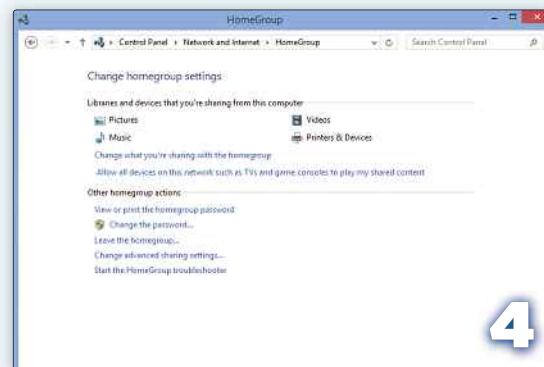 HomeGroup
Control Panel Network and Internet HomeGroup Search Control Panel
Change homegroup settings
Libraries and devices that you're sharing from this computer
Pictures Videos
Music Printers & Devices
Change what you're sharing with the homegroup
Allow all devices on this network such as TVs and game consoles to play my shared content
Other homegroup actions
View or print the homegroup password
Change the password...
Leave the homegroup...
Change advanced sharing settings...
Start the HomeGroup troubleshooter
4